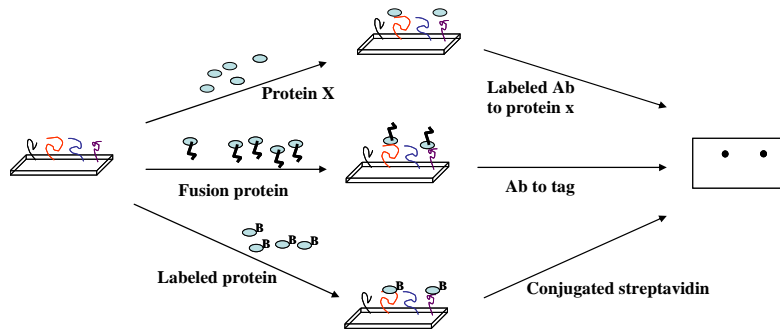 Protein X
Labeled Ab
to protein x
Fusion protein
Ab to tag
B
B
B
B
B
B
Labeled protein
Conjugated streptavidin